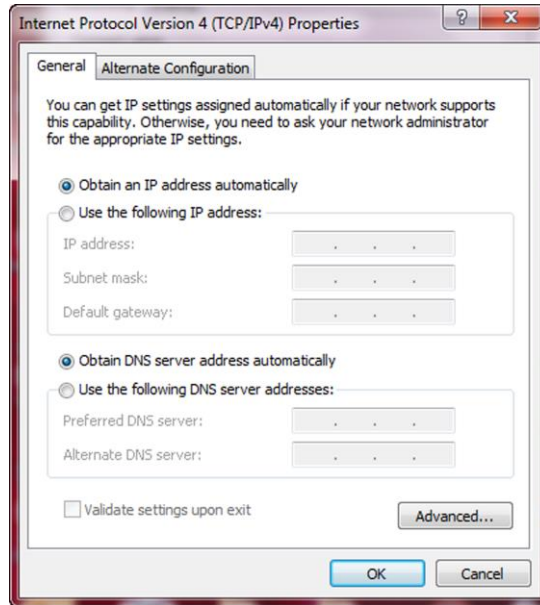 Internet Protocol Version 4 (TCP/IPv4) Properties
General
Alternate Configuration
You can get IP settings assigned automatically if your network supports
this capability. Otherwise, you need to ask your network administrator
for the appropriate IP settings.
Obtain an IP address automatically
Use the following IP address:
IP address:
Subnet mask:
Default gateway:
Obtain DNS server address automatically
Use the following DNS server addresses:
Preferred DNS server:
Alternate DNS server:
Validate settings upon exit
Advanced...
OK
Cancel